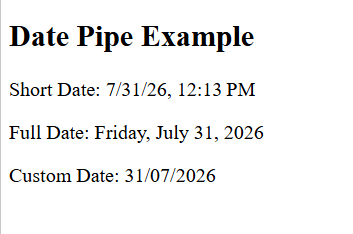 Date Pipe Example
Short Date: 7/31/26, 12:13 PM
Full Date: Friday, July 31, 2026
Custom Date: 31/07/2026